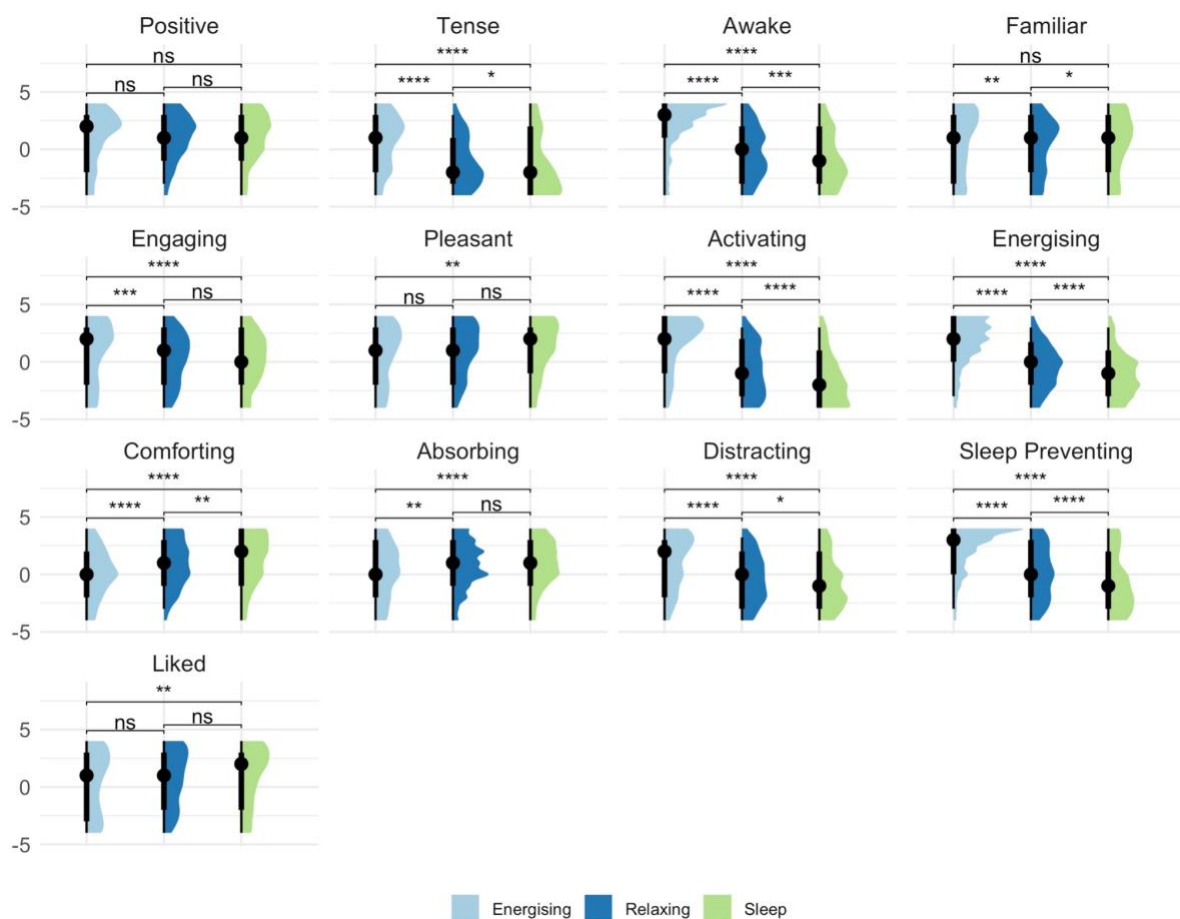 Positive Tense Awake Familiar
ns **** **** ns
ns ns **** * **** *** ** *
5
0
-5
Engaging Pleasant Activating Energising
**** ** **** ****
*** ns ns ns **** **** **** ****
5
0
-5
Comforting Absorbing Distracting Sleep Preventing
**** **** **** ****
**** ** ** ns **** * **** ****
5
0
-5
Liked
**
ns ns
5
0
-5
Energising Relaxing Sleep